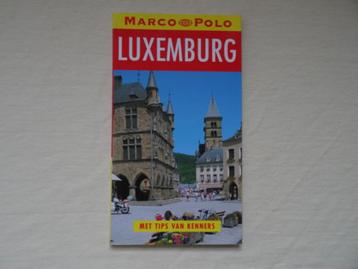 MARCO POLO
LUXEMBURG
MET TIPS VAN KENNERS